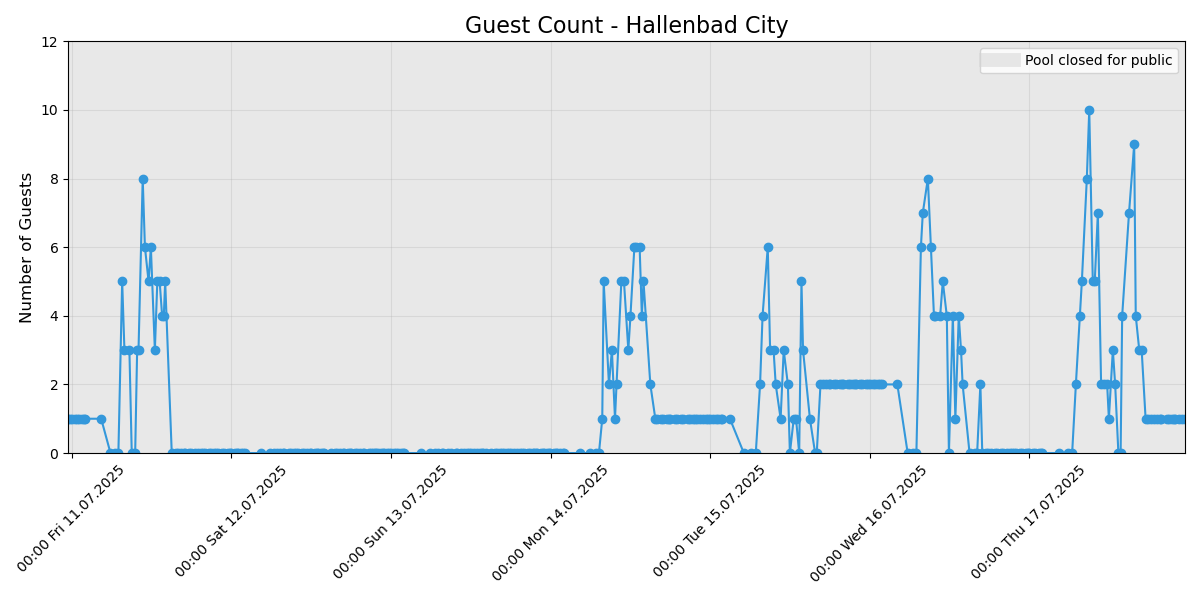 Guest Count - Hallenbad City
Pool closed for public
Number of Guests
12
10
8
6
4
2
0
00:00 Fri 11.07.2025
00:00 Sat 12.07.2025
00:00 Sun 13.07.2025
00:00 Mon 14.07.2025
00:00 Tue 15.07.2025
00:00 Wed 16.07.2025
00:00 Thu 17.07.2025